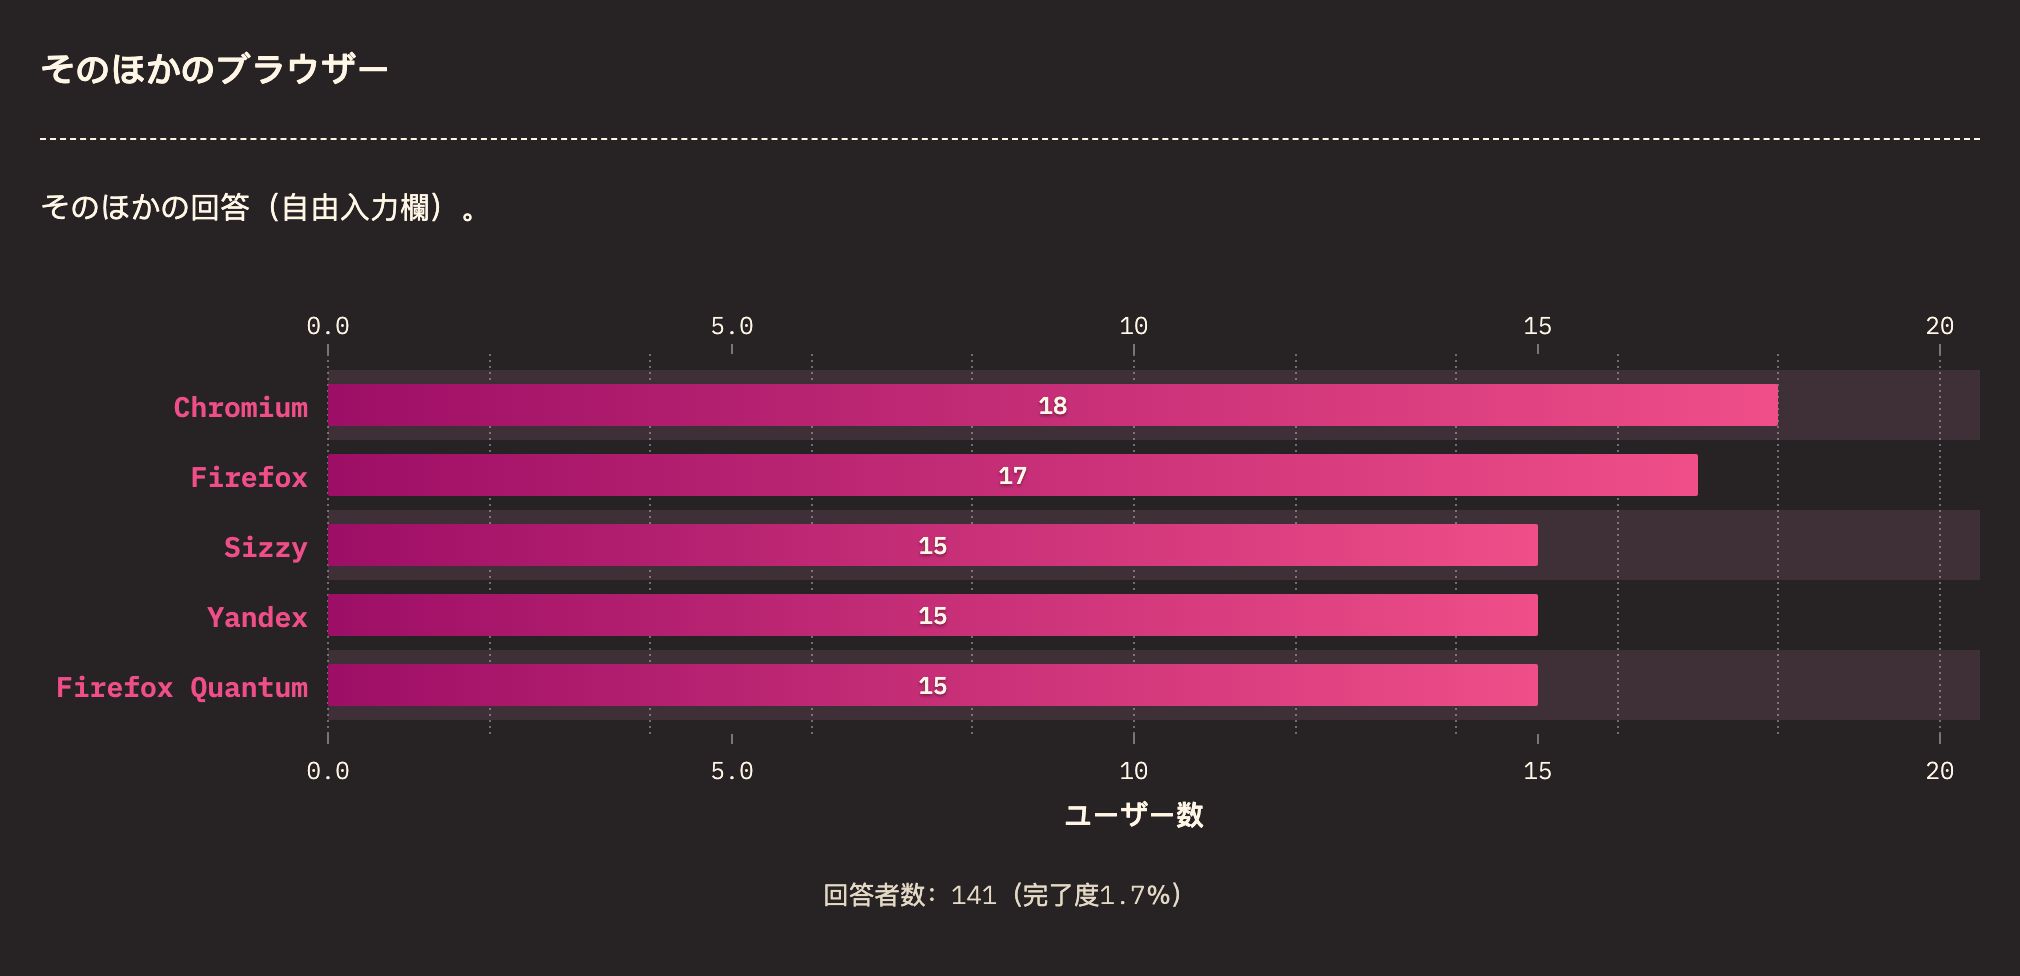 そのほかのブラウザー
そのほかの回答（自由入力欄）。
0.0 5.0 10 15 20
Chromium 18
Firefox 17
Sizzy 15
Yandex 15
Firefox Quantum 15
0.0 5.0 10 15 20
ユーザー数
回答者数: 141 (完了度1.7%)